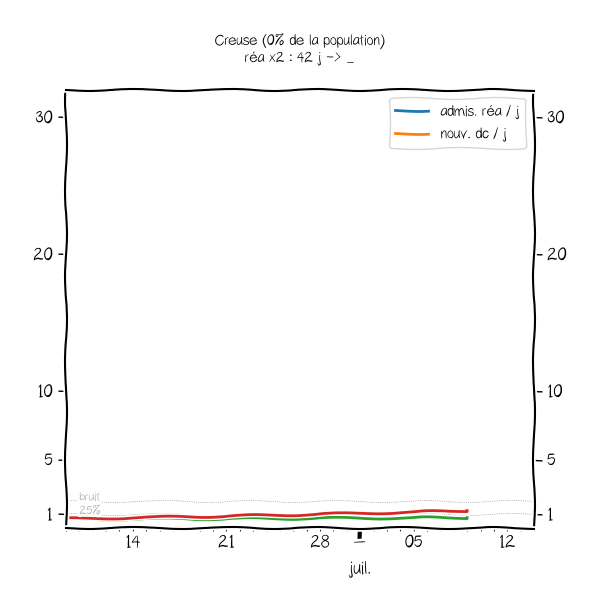 Creuse (0% de la population)
réa x2 : 42 j -> _
admis. réa / j
nouv. dc / j
30
30
20
20
10
10
5
5
bruit
25%
1
1
14
21
28
05
12
juil.